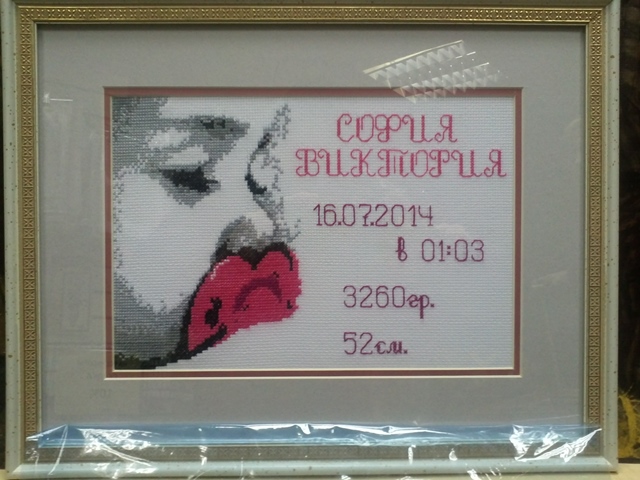 СОФИЯ
ВИКТОРИЯ
16.07.2014
в 01:03
3260гр.
52см.